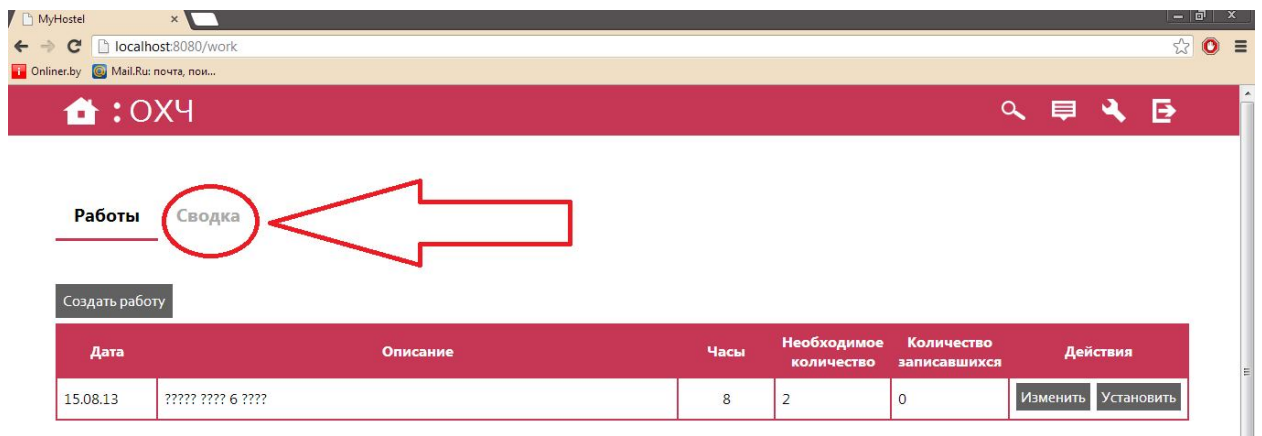 MyHostel
localhost:8080/work
Onliner.by Mail.Ru: почта, пои...
: ОХЧ
Работы Сводка
Создать работу
Дата Описание Часы Необходимое количество Количество записавшихся Действия
15.08.13 ????? ???? 6 ???? 8 2 0 Изменить Установить